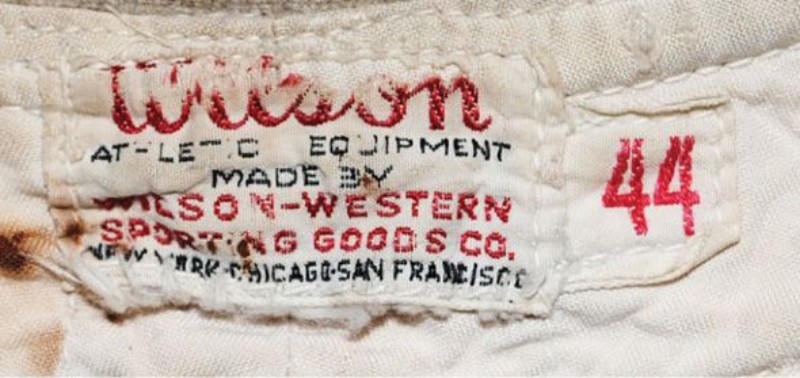 Wilson
ATHLETIC EQUIPMENT
MADE BY
WILSON-WESTERN
SPORTING GOODS CO.
NEW YORK-CHICAGO-SAN FRANCISCO
44